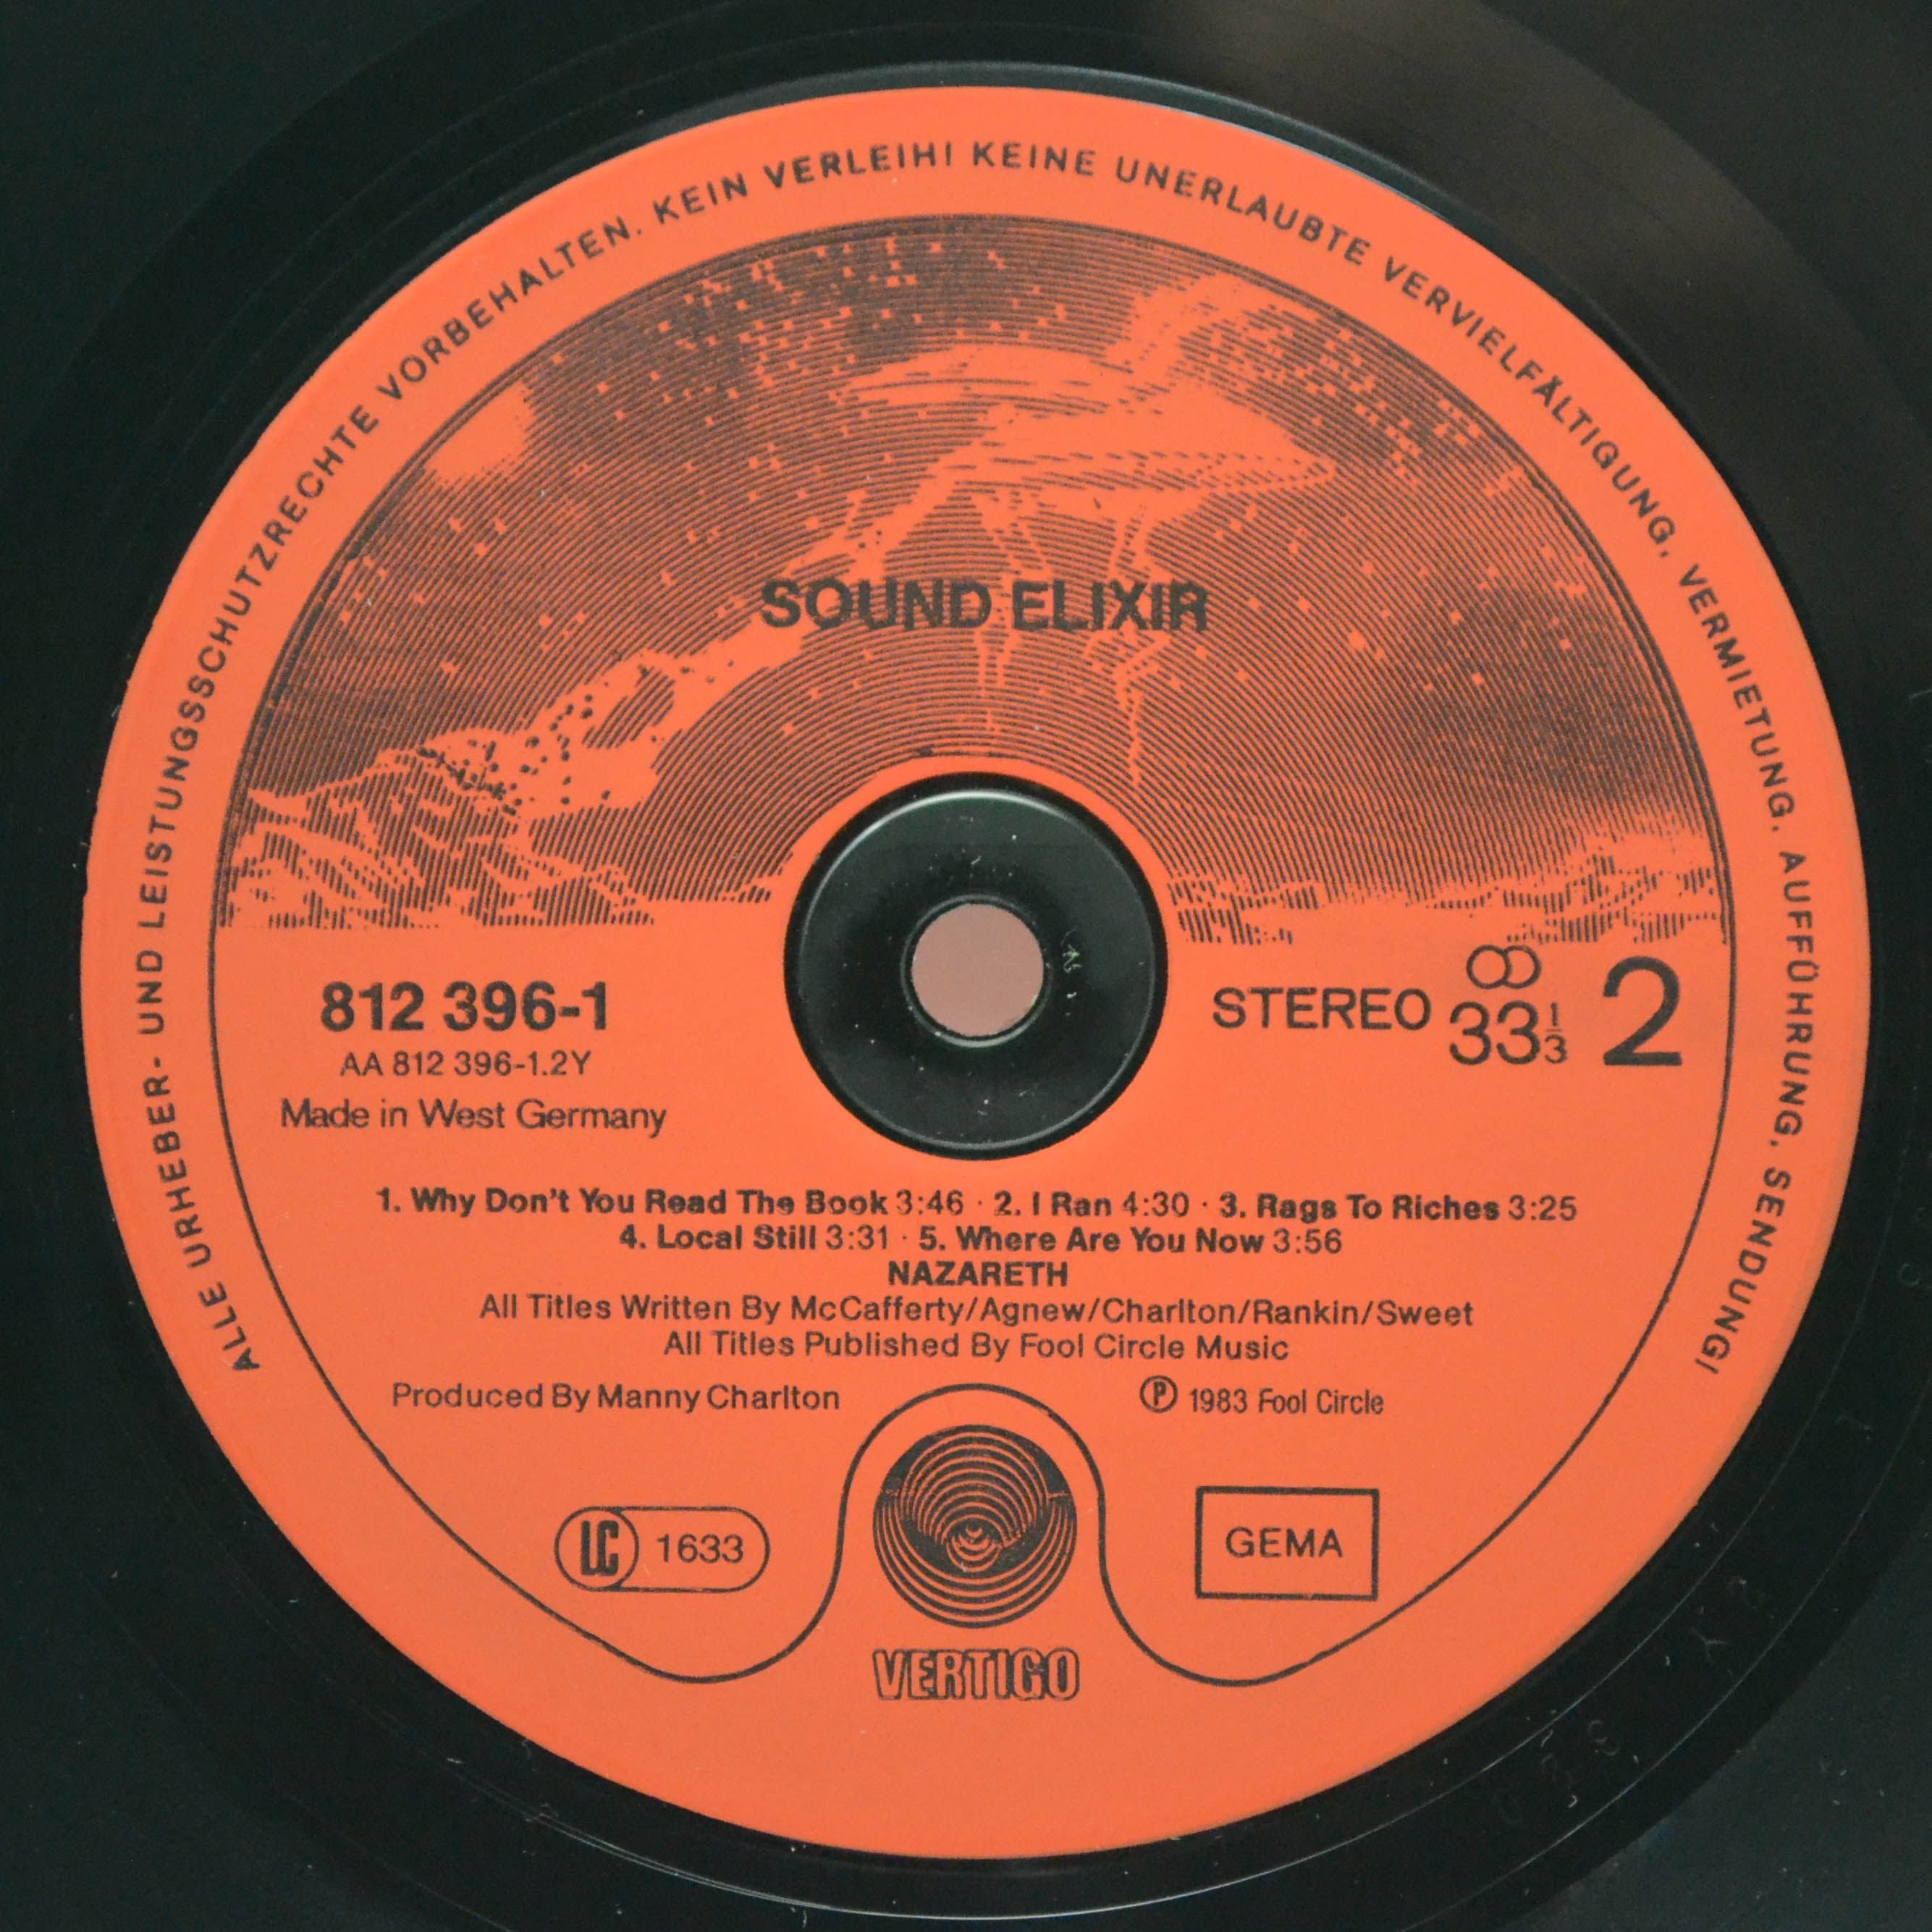 ALLE URHEBER- UND LEISTUNGSSCHUTZRECHTE VORBEHALTEN. KEIN VERLEIH! KEINE UNERLAUBTE VERVIELFÄLTIGUNG, VERMIETUNG, AUFFÜHRUNG, SENDUNG!
SOUND ELIXIR
812 396-1
AA 812 396-1.2Y
Made in West Germany
STEREO 33 1/3 2
1. Why Don't You Read The Book 3:46 · 2. I Ran 4:30 · 3. Rags To Riches 3:25
4. Local Still 3:31 · 5. Where Are You Now 3:56
NAZARETH
All Titles Written By McCafferty/Agnew/Charlton/Rankin/Sweet
All Titles Published By Fool Circle Music
Produced By Manny Charlton
Ⓟ 1983 Fool Circle
LC 1633
GEMA
VERTIGO